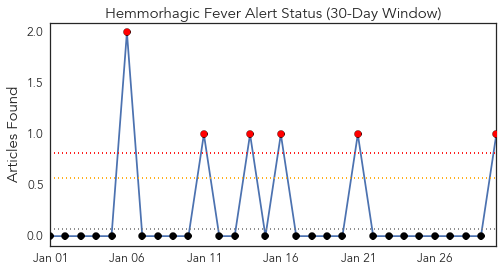 Hemmorhagic Fever Alert Status (30-Day Window)
2.0
1.5
1.0
0.5
0.0
Articles Found
Jan 01 Jan 06 Jan 11 Jan 16 Jan 21 Jan 26